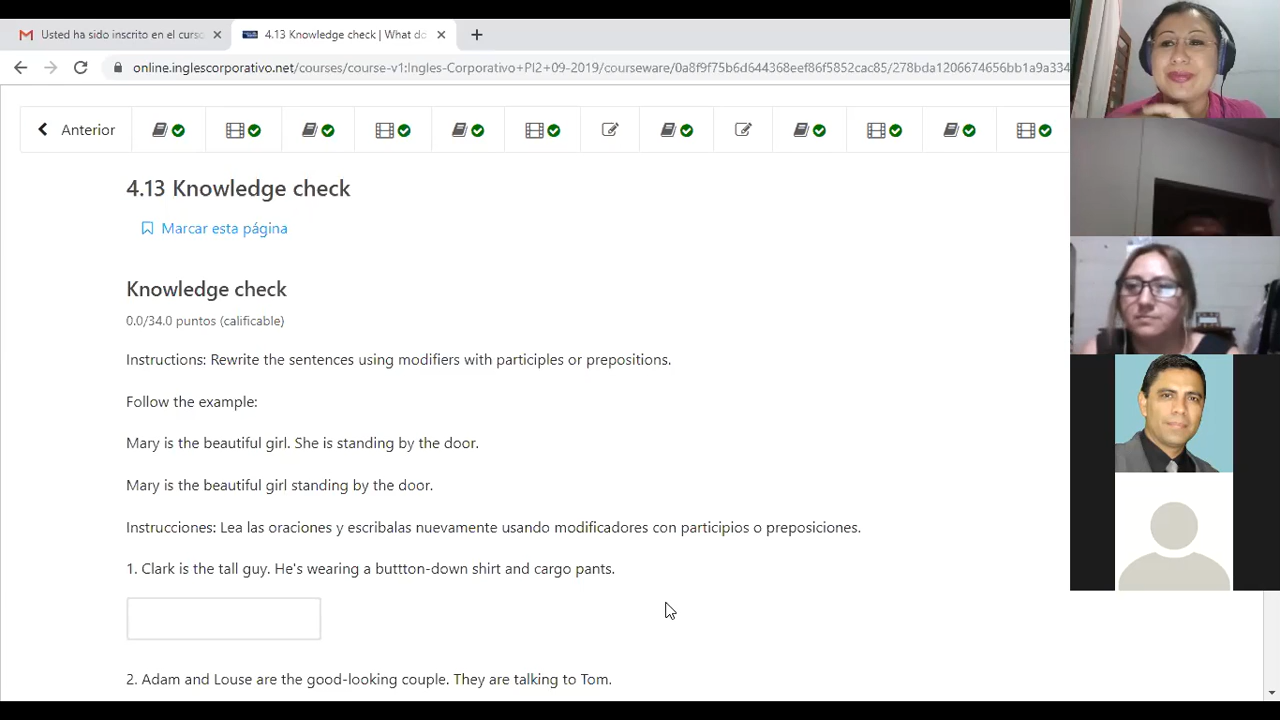 Usted ha sido inscrito en el curso
4.13 Knowledge check | What do
online.inglescorporativo.net/courses/course-v1:Ingles-Corporativo+PI2+09-2019/courseware/0a8f9f75b6d644368eef86f5852cac85/278bda1206674656bb1a9a334
Anterior
4.13 Knowledge check
Marcar esta página
Knowledge check
0.0/34.0 puntos (calificable)
Instructions: Rewrite the sentences using modifiers with participles or prepositions.
Follow the example:
Mary is the beautiful girl. She is standing by the door.
Mary is the beautiful girl standing by the door.
Instrucciones: Lea las oraciones y escribalas nuevamente usando modificadores con participios o preposiciones.
1. Clark is the tall guy. He's wearing a buttton-down shirt and cargo pants.
2. Adam and Louse are the good-looking couple. They are talking to Tom.